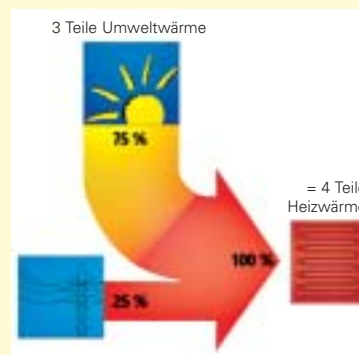 3 Teile Umweltwärme
75 %
= 4 Teile
Heizwärme
100 %
25 %